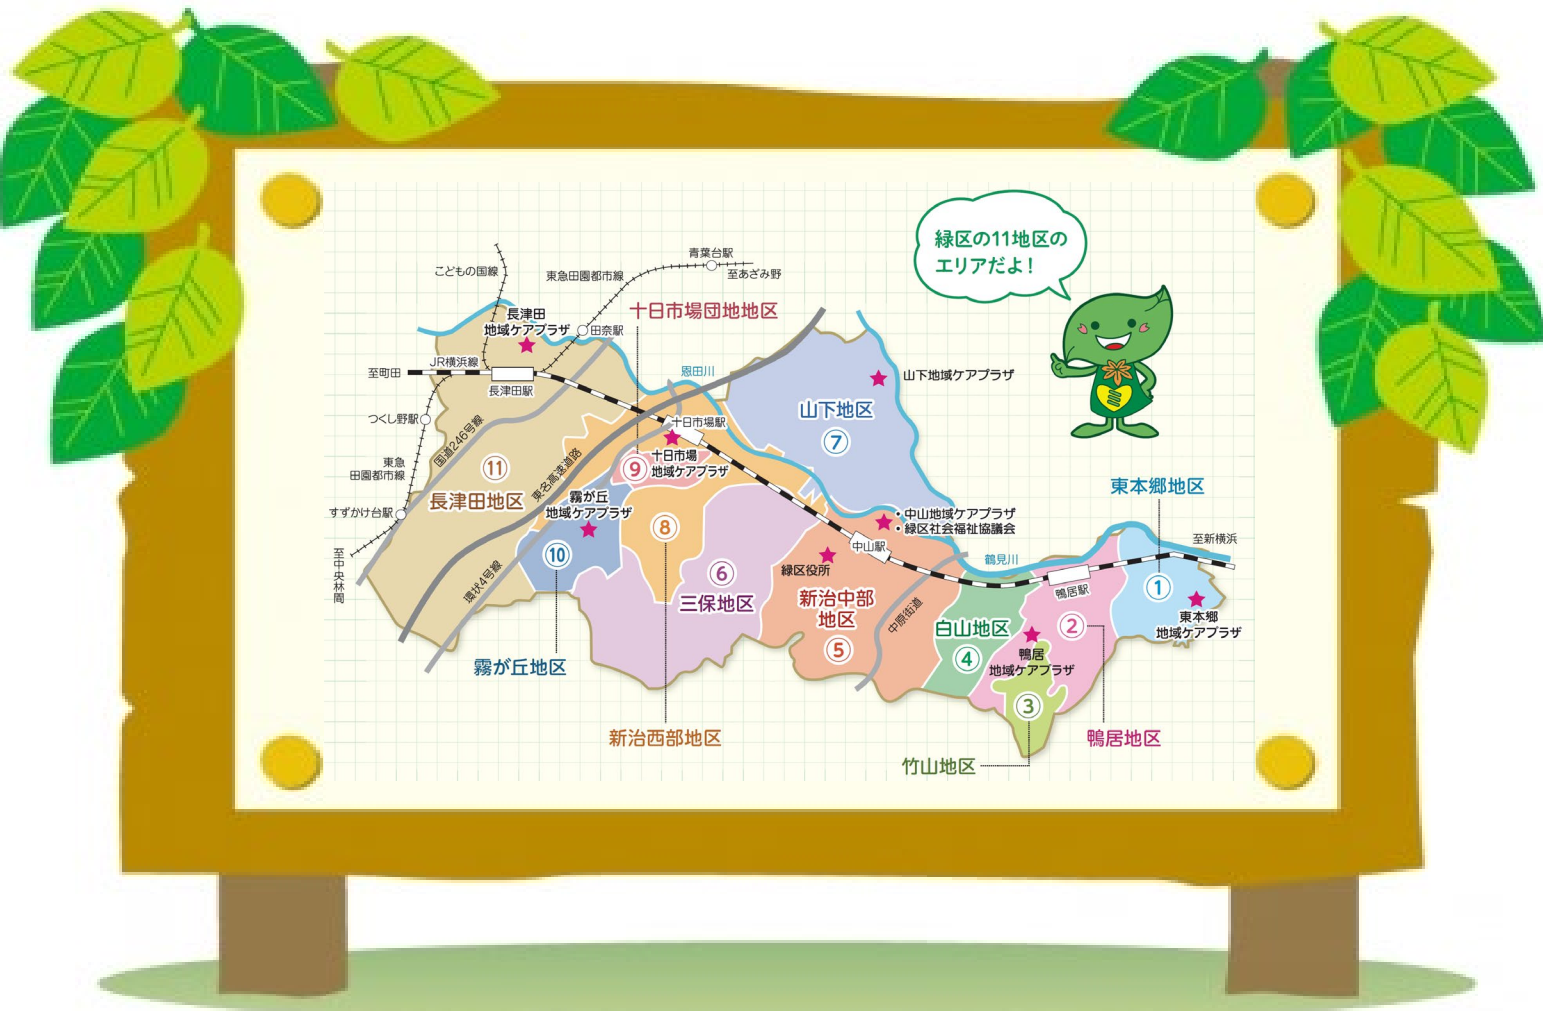 緑区の11地区の
エリアだよ！
青葉台駅
至あざみ野
こどもの国線
東急田園都市線
十日市場団地地区
長津田
地域ケアプラザ
田奈駅
JR横浜線
至町田
長津田駅
恩田川
山下地域ケアプラザ
山下地区
⑦
つくし野駅
国道246号線
十日市場駅
東急
田園都市線
⑪
長津田地区
東名高速道路
⑨
十日市場
地域ケアプラザ
霧が丘
地域ケアプラザ
すずかけ台駅
至中央林間
⑧
⑩
環状4号線
東本郷地区
・中山地域ケアプラザ
・緑区社会福祉協議会
中山駅
至新横浜
鶴見川
緑区役所
⑥
三保地区
新治中部
地区
⑤
中原街道
鴨居駅
①
東本郷
地域ケアプラザ
白山地区
④
②
鴨居
地域ケアプラザ
③
霧が丘地区
新治西部地区
竹山地区
鴨居地区